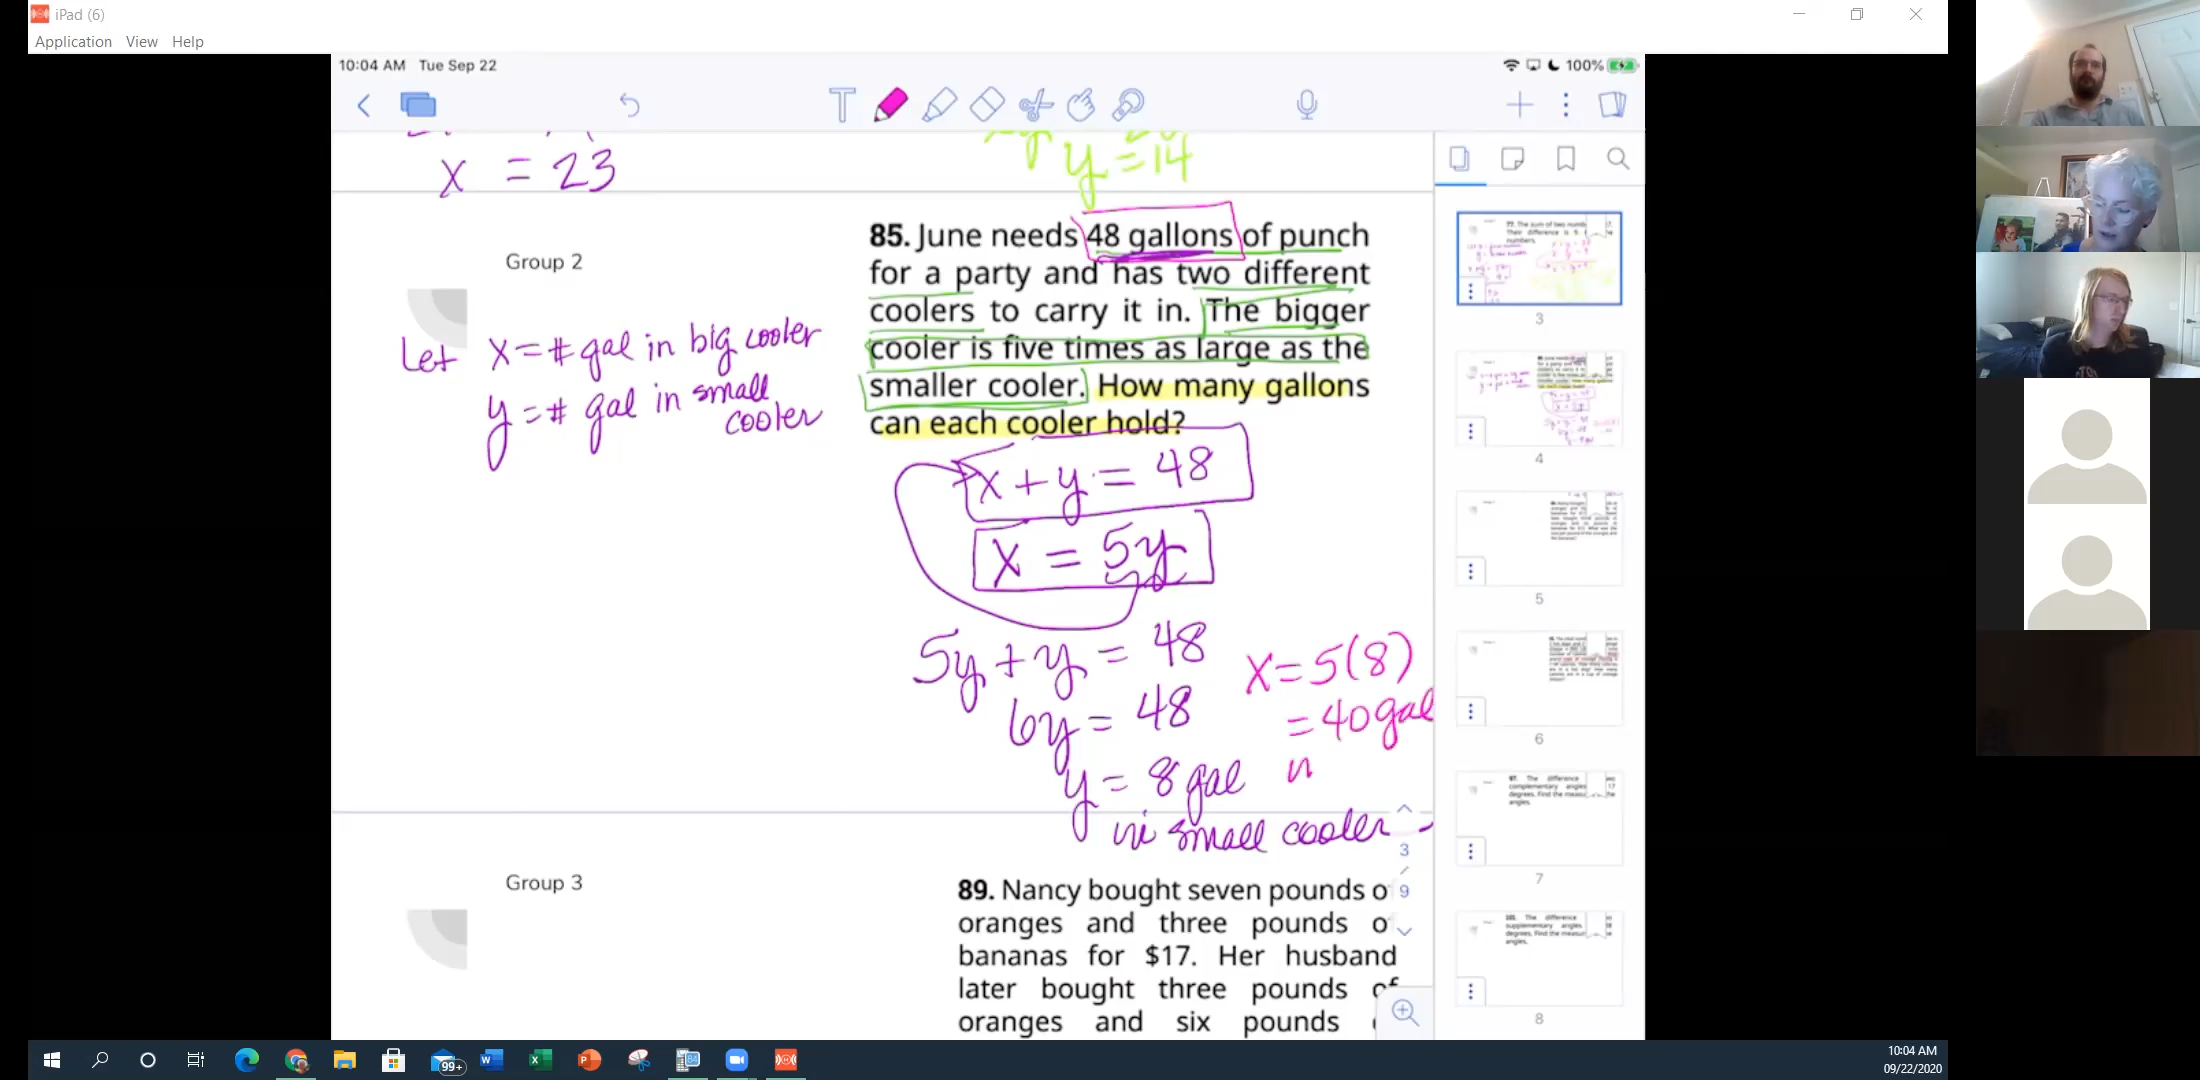 iPad (6)
Application View Help
10:04 AM Tue Sep 22
100%
x = 23
y = 14
Group 2
85. June needs 48 gallons of punch
for a party and has two different
coolers to carry it in. The bigger
cooler is five times as large as the
smaller cooler. How many gallons
can each cooler hold?
Let x = # gal in big cooler
y = # gal in small
cooler
x + y = 48
x = 5y
5y + y = 48
6y = 48
y = 8 gal
in small cooler
x = 5(8)
= 40 gal
Group 3
89. Nancy bought seven pounds
oranges and three pounds
bananas for $17. Her husband
later bought three pounds of
oranges and six pounds
3
/
9
3
4
5
6
7
8
99+
10:04 AM
09/22/2020